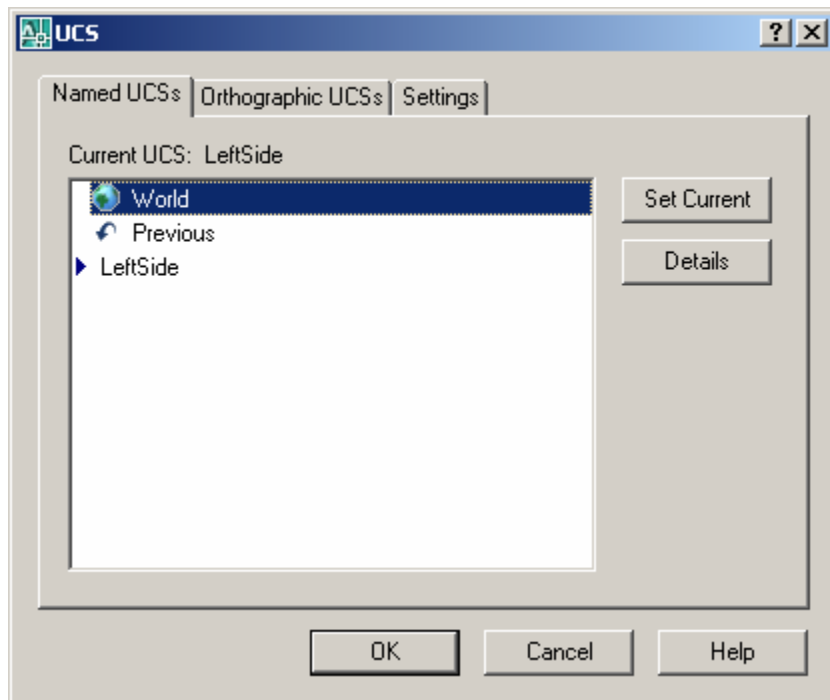 UCS
Named UCSs
Orthographic UCSs
Settings
Current UCS: LeftSide
World
Previous
LeftSide
Set Current
Details
OK
Cancel
Help